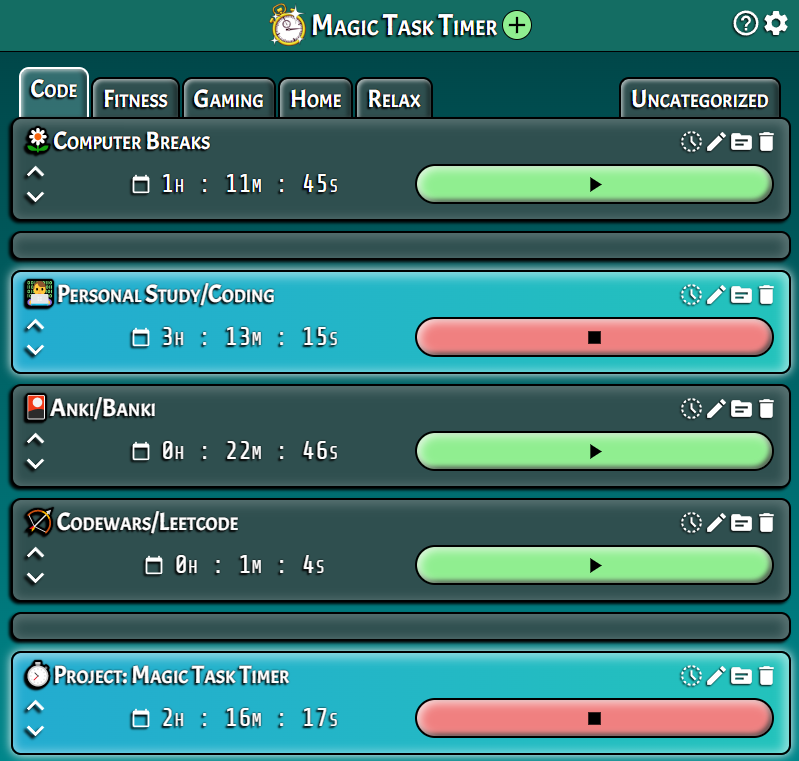 Magic Task Timer
Code Fitness Gaming Home Relax Uncategorized
Computer Breaks
1h : 11m : 45s
Personal Study/Coding
3h : 13m : 15s
Anki/Banki
0h : 22m : 46s
Codewars/Leetcode
0h : 1m : 4s
Project: Magic Task Timer
2h : 16m : 17s